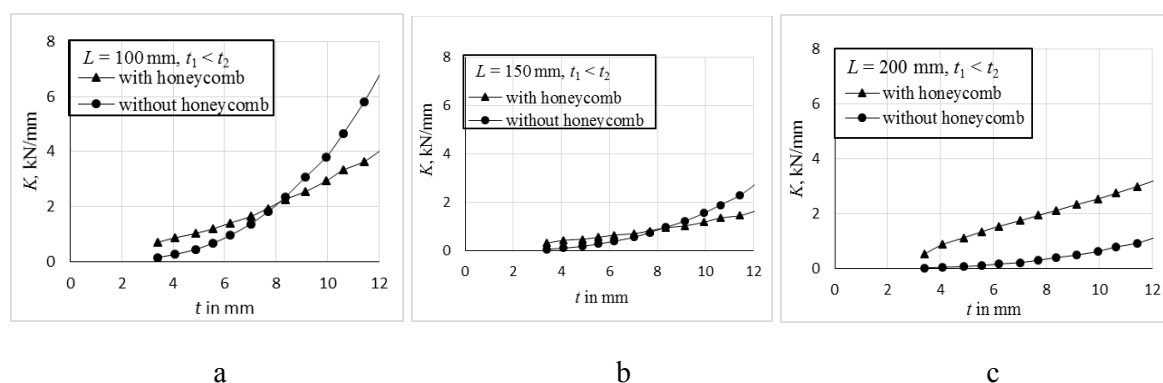 8
6
4
2
0
K, kN/mm
L = 100 mm, t₁ < t₂
with honeycomb
without honeycomb
0 2 4 6 8 10 12
t in mm
8
6
4
2
0
K, kN/mm
L = 150 mm, t₁ < t₂
with honeycomb
without honeycomb
0 2 4 6 8 10 12
t in mm
8
6
4
2
0
K, kN/mm
L = 200 mm, t₁ < t₂
with honeycomb
without honeycomb
0 2 4 6 8 10 12
t in mm
a b c